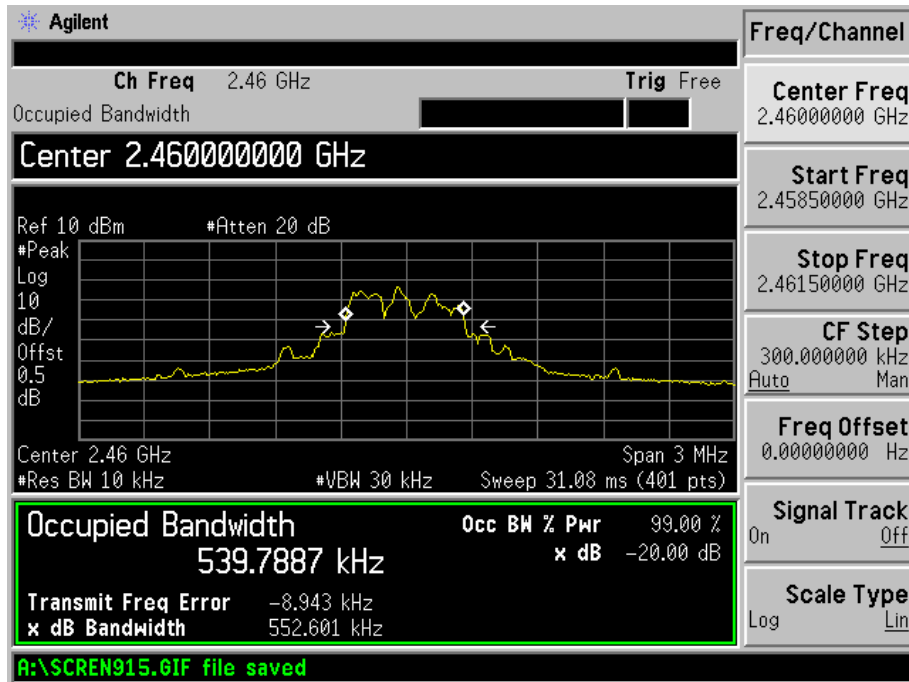 Agilent
Ch Freq 2.46 GHz Trig Free
Occupied Bandwidth
Center 2.460000000 GHz
Ref 10 dBm #Atten 20 dB
#Peak
Log
10
dB/
Offst
0.5
dB
Center 2.46 GHz Span 3 MHz
#Res BW 10 kHz #VBW 30 kHz Sweep 31.08 ms (401 pts)
Occupied Bandwidth
539.7887 kHz
Occ BW % Pwr 99.00 %
x dB -20.00 dB
Transmit Freq Error -8.943 kHz
x dB Bandwidth 552.601 kHz
A:\SCREN915.GIF file saved
Freq/Channel
Center Freq
2.46000000 GHz
Start Freq
2.45850000 GHz
Stop Freq
2.46150000 GHz
CF Step
300.000000 kHz
Auto Man
Freq Offset
0.00000000 Hz
Signal Track
On Off
Scale Type
Log Lin